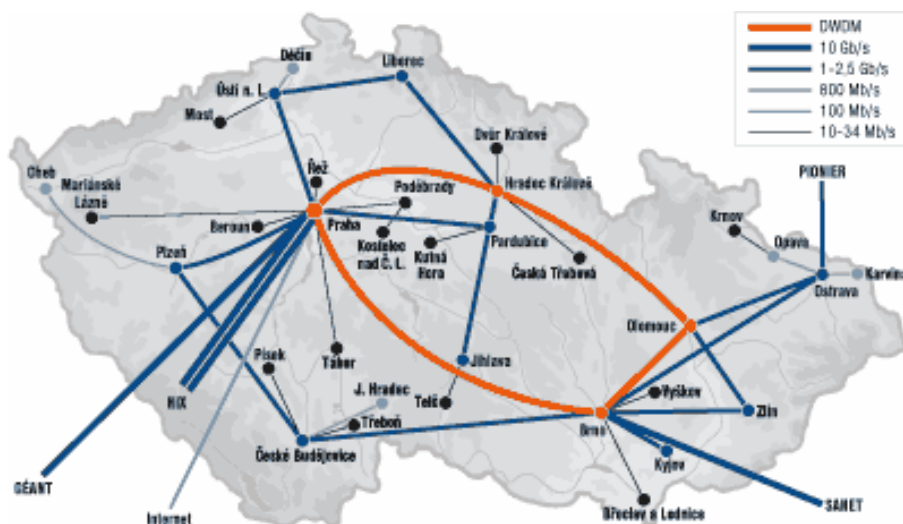 DWDM
10 Gb/s
1-2,5 Gb/s
800 Mb/s
100 Mb/s
10-34 Mb/s
Děčín
Liberec
Ústí n. L.
Most
Dvůr Králové
Cheb
Mariánské
Lázně
Řež
Poděbrady
Hradec Králové
PIONIER
Beroun
Praha
Pardubice
Krnov
Opava
Plzeň
Kostelec
nad Č. L.
Kutná
Hora
Česká Třebová
Karviná
Ostrava
Olomouc
Písek
Tábor
Jihlava
J. Hradec
Telč
Vyškov
NIX
Třeboň
Brno
Zlín
České Budějovice
Kyjov
GÉANT
Internet
Břeclav a Lednice
SANET